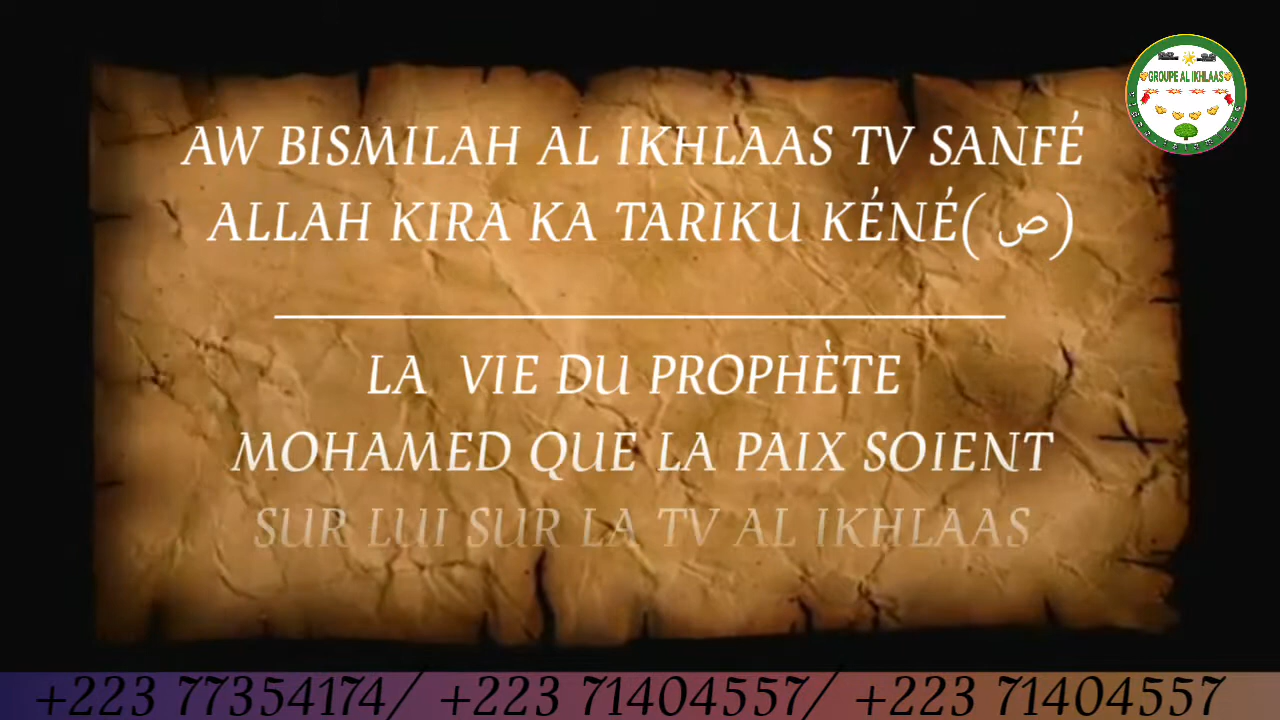 GROUPE AL IKHLAAS
AW BISMILAH AL IKHLAAS TV SANFÉ
ALLAH KIRA KA TARIKU KÉNÉ( ص)
LA VIE DU PROPHÈTE
MOHAMED QUE LA PAIX SOIENT
SUR LUI SUR LA TV AL IKHLAAS
+223 77354174/ +223 71404557/ +223 71404557